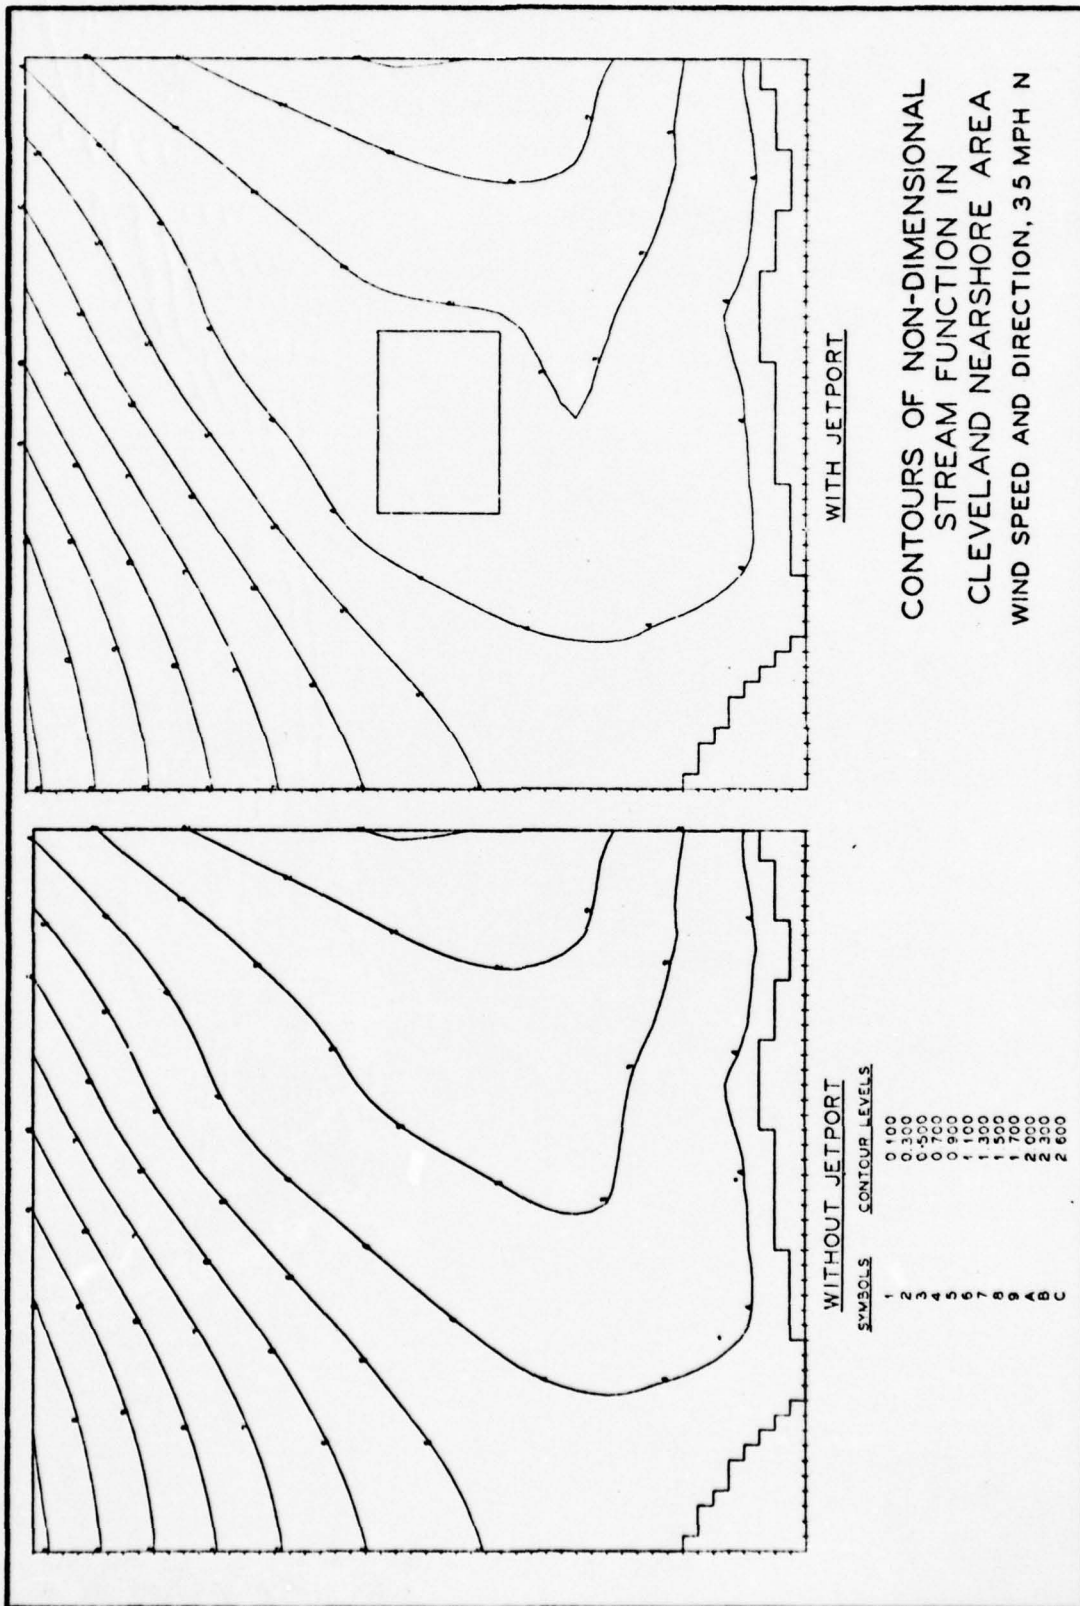 WITHOUT JETPORT
SYMBOLS CONTOUR LEVELS
1 0.100
2 0.300
3 0.500
4 0.700
5 0.900
6 1.100
7 1.300
8 1.500
9 1.700
A 2.000
B 2.300
C 2.600
WITH JETPORT
CONTOURS OF NON-DIMENSIONAL
STREAM FUNCTION IN
CLEVELAND NEARSHORE AREA
WIND SPEED AND DIRECTION, 35 MPH N